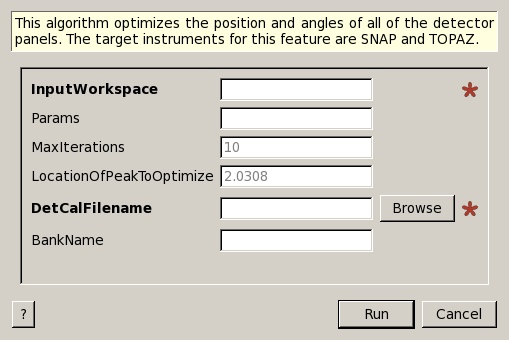 This algorithm optimizes the position and angles of all of the detector
panels. The target instruments for this feature are SNAP and TOPAZ.
InputWorkspace *
Params
MaxIterations 10
LocationOfPeakToOptimize 2.0308
DetCalFilename Browse *
BankName
? Run Cancel